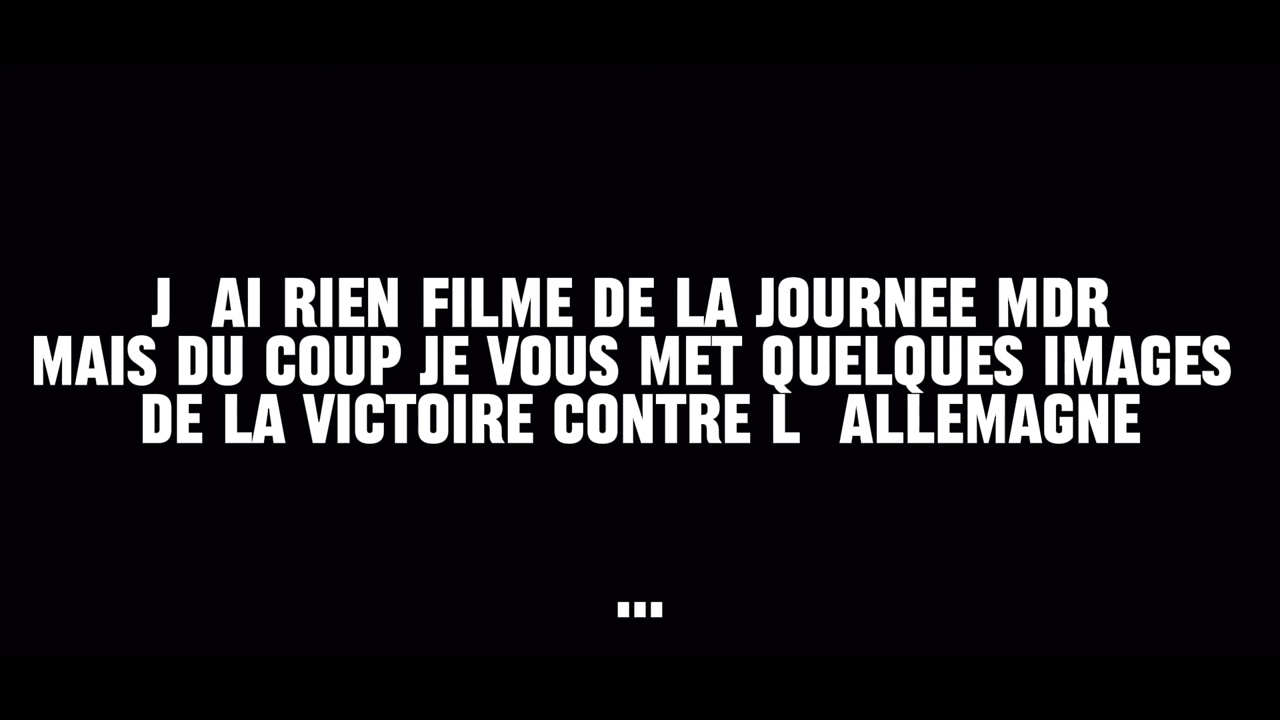 J AI RIEN FILME DE LA JOURNEE MDR
MAIS DU COUP JE VOUS MET QUELQUES IMAGES
DE LA VICTOIRE CONTRE L ALLEMAGNE
...